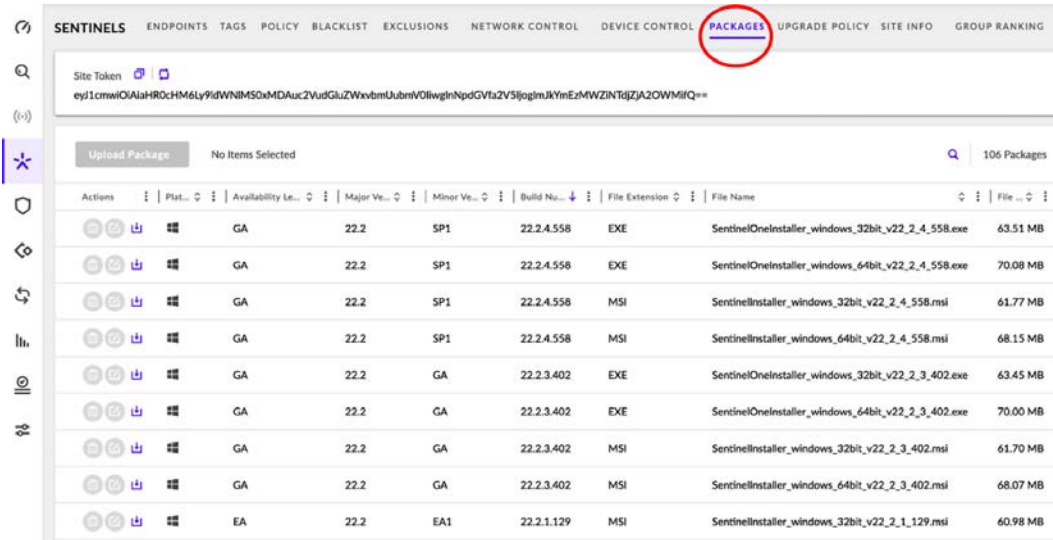 SENTINELS ENDPOINTS TAGS POLICY BLACKLIST EXCLUSIONS NETWORK CONTROL DEVICE CONTROL PACKAGES UPGRADE POLICY SITE INFO GROUP RANKING
Site Token
Upload Package No Items Selected 106 Packages
Actions Plat... Availability Le... Major Ve... Minor Ve... Build Nu... File Extension File Name File ...
GA 22.2 SP1 22.2.4.558 EXE SentinelOneInstaller_windows_32bit_v22_2_4_558.exe 63.51 MB
GA 22.2 SP1 22.2.4.558 EXE SentinelOneInstaller_windows_64bit_v22_2_4_558.exe 70.08 MB
GA 22.2 SP1 22.2.4.558 MSI SentinelInstaller_windows_32bit_v22_2_4_558.msi 61.77 MB
GA 22.2 SP1 22.2.4.558 MSI SentinelInstaller_windows_64bit_v22_2_4_558.msi 68.15 MB
GA 22.2 GA 22.2.3.402 EXE SentinelOneInstaller_windows_32bit_v22_2_3_402.exe 63.45 MB
GA 22.2 GA 22.2.3.402 EXE SentinelOneInstaller_windows_64bit_v22_2_3_402.exe 70.00 MB
GA 22.2 GA 22.2.3.402 MSI SentinelInstaller_windows_32bit_v22_2_3_402.msi 61.70 MB
GA 22.2 GA 22.2.3.402 MSI SentinelInstaller_windows_64bit_v22_2_3_402.msi 68.07 MB
EA 22.2 EA1 22.2.1.129 MSI SentinelInstaller_windows_32bit_v22_2_1_129.msi 60.98 MB